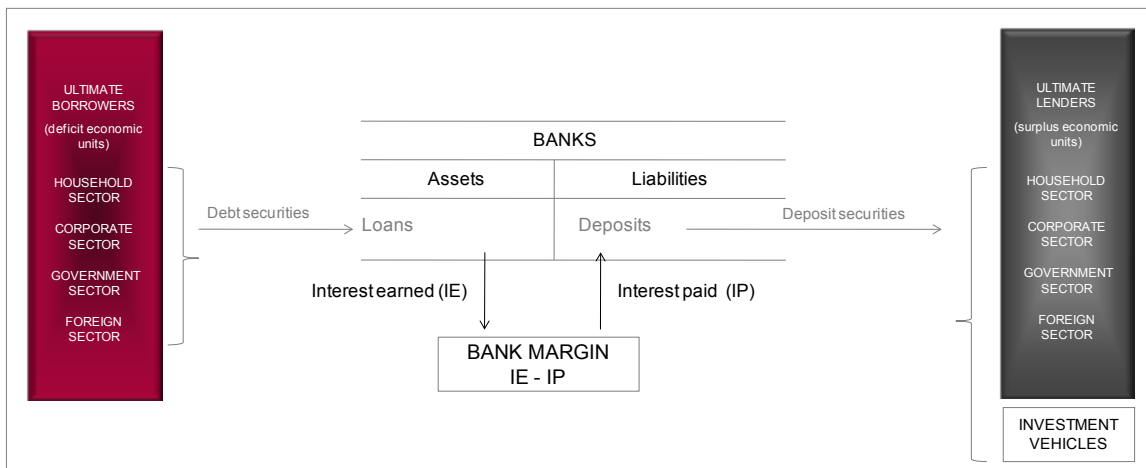 ULTIMATE
BORROWERS
(deficit economic
units)
HOUSEHOLD
SECTOR
CORPORATE
SECTOR
GOVERNMENT
SECTOR
FOREIGN
SECTOR
Debt securities
BANKS
Assets
Liabilities
Loans
Deposits
Interest earned (IE)
Interest paid (IP)
BANK MARGIN
IE - IP
Deposit securities
ULTIMATE
LENDERS
(surplus economic
units)
HOUSEHOLD
SECTOR
CORPORATE
SECTOR
GOVERNMENT
SECTOR
FOREIGN
SECTOR
INVESTMENT
VEHICLES